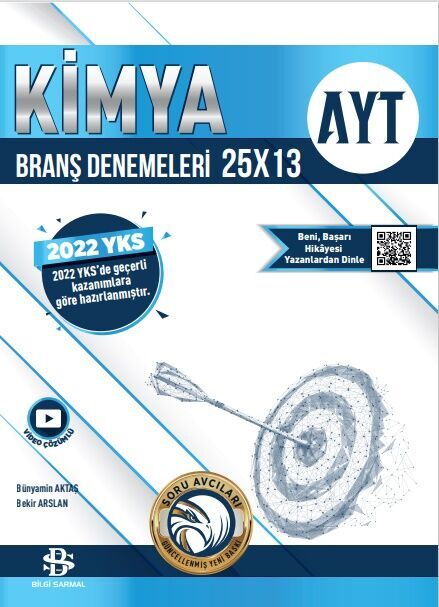 KİMYA
AYT
BRANŞ DENEMELERİ 25X13
2022 YKS
2022 YKS'de geçerli
kazanımlara
göre hazırlanmıştır.
Beni, Başarı
Hikâyesi
Yazanlardan Dinle
VİDEO ÇÖZÜMLÜ
Bünyamin AKTAŞ
Bekir ARSLAN
SORU AVCILARI
GÜNCELLENMİŞ YENİ BASKI
BS
BİLGİ SARMAL